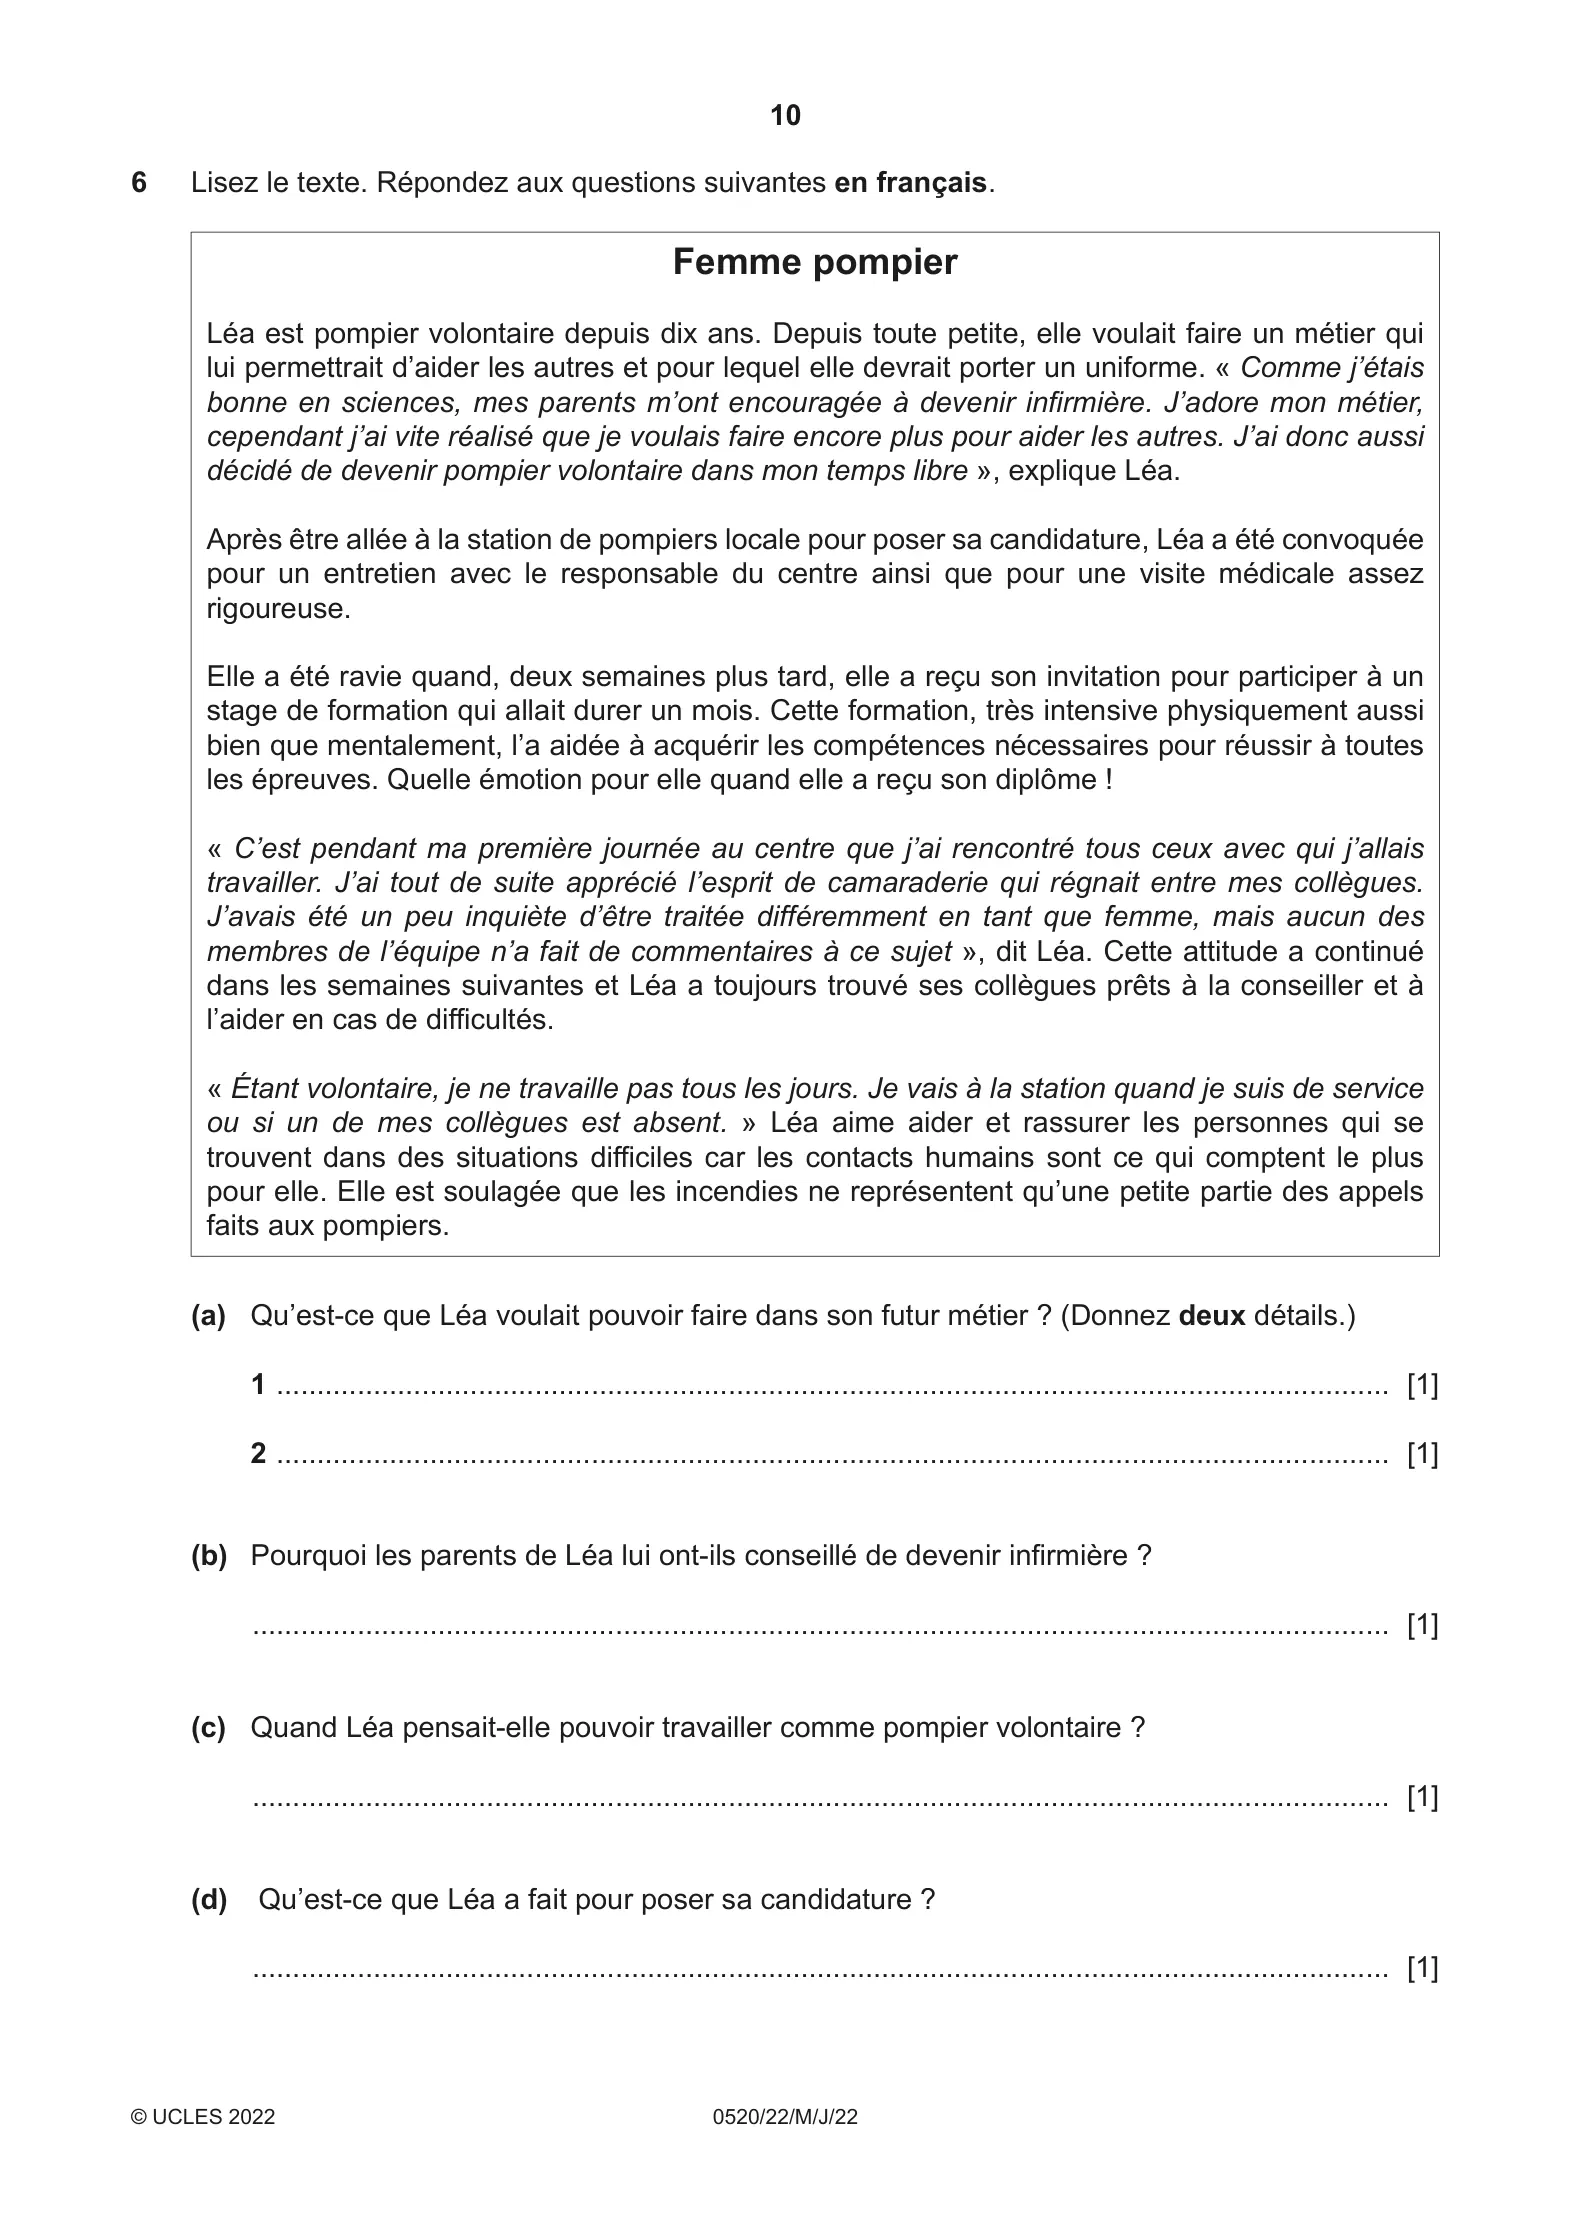 10
6 Lisez le texte. Répondez aux questions suivantes en français.
Femme pompier
Léa est pompier volontaire depuis dix ans. Depuis toute petite, elle voulait faire un métier qui
lui permettrait d’aider les autres et pour lequel elle devrait porter un uniforme. « Comme j’étais
bonne en sciences, mes parents m’ont encouragée à devenir infirmière. J’adore mon métier,
cependant j’ai vite réalisé que je voulais faire encore plus pour aider les autres. J’ai donc aussi
décidé de devenir pompier volontaire dans mon temps libre », explique Léa.
Après être allée à la station de pompiers locale pour poser sa candidature, Léa a été convoquée
pour un entretien avec le responsable du centre ainsi que pour une visite médicale assez
rigoureuse.
Elle a été ravie quand, deux semaines plus tard, elle a reçu son invitation pour participer à un
stage de formation qui allait durer un mois. Cette formation, très intensive physiquement aussi
bien que mentalement, l’a aidée à acquérir les compétences nécessaires pour réussir à toutes
les épreuves. Quelle émotion pour elle quand elle a reçu son diplôme !
« C’est pendant ma première journée au centre que j’ai rencontré tous ceux avec qui j’allais
travailler. J’ai tout de suite apprécié l’esprit de camaraderie qui régnait entre mes collègues.
J’avais été un peu inquiète d’être traitée différemment en tant que femme, mais aucun des
membres de l’équipe n’a fait de commentaires à ce sujet », dit Léa. Cette attitude a continué
dans les semaines suivantes et Léa a toujours trouvé ses collègues prêts à la conseiller et à
l’aider en cas de difficultés.
« Étant volontaire, je ne travaille pas tous les jours. Je vais à la station quand je suis de service
ou si un de mes collègues est absent. » Léa aime aider et rassurer les personnes qui se
trouvent dans des situations difficiles car les contacts humains sont ce qui comptent le plus
pour elle. Elle est soulagée que les incendies ne représentent qu’une petite partie des appels
faits aux pompiers.
(a) Qu’est-ce que Léa voulait pouvoir faire dans son futur métier ? (Donnez deux détails.)
1 .......................................................................................................................................... [1]
2 .......................................................................................................................................... [1]
(b) Pourquoi les parents de Léa lui ont-ils conseillé de devenir infirmière ?
............................................................................................................................................. [1]
(c) Quand Léa pensait-elle pouvoir travailler comme pompier volontaire ?
............................................................................................................................................. [1]
(d) Qu’est-ce que Léa a fait pour poser sa candidature ?
............................................................................................................................................. [1]
© UCLES 2022 0520/22/M/J/22